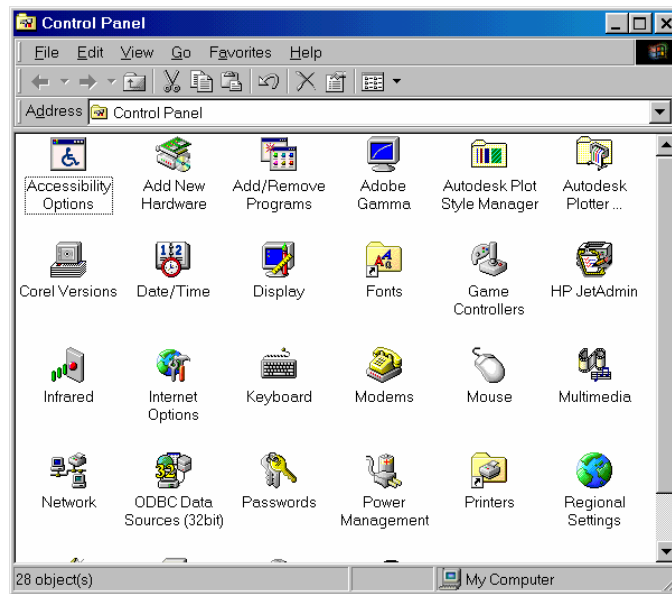 Control Panel
File Edit View Go Favorites Help
Address Control Panel
Accessibility Options
Add New Hardware
Add/Remove Programs
Adobe Gamma
Autodesk Plot Style Manager
Autodesk Plotter ...
Corel Versions
Date/Time
Display
Fonts
Game Controllers
HP JetAdmin
Infrared
Internet Options
Keyboard
Modems
Mouse
Multimedia
Network
ODBC Data Sources (32bit)
Passwords
Power Management
Printers
Regional Settings
28 object(s)
My Computer